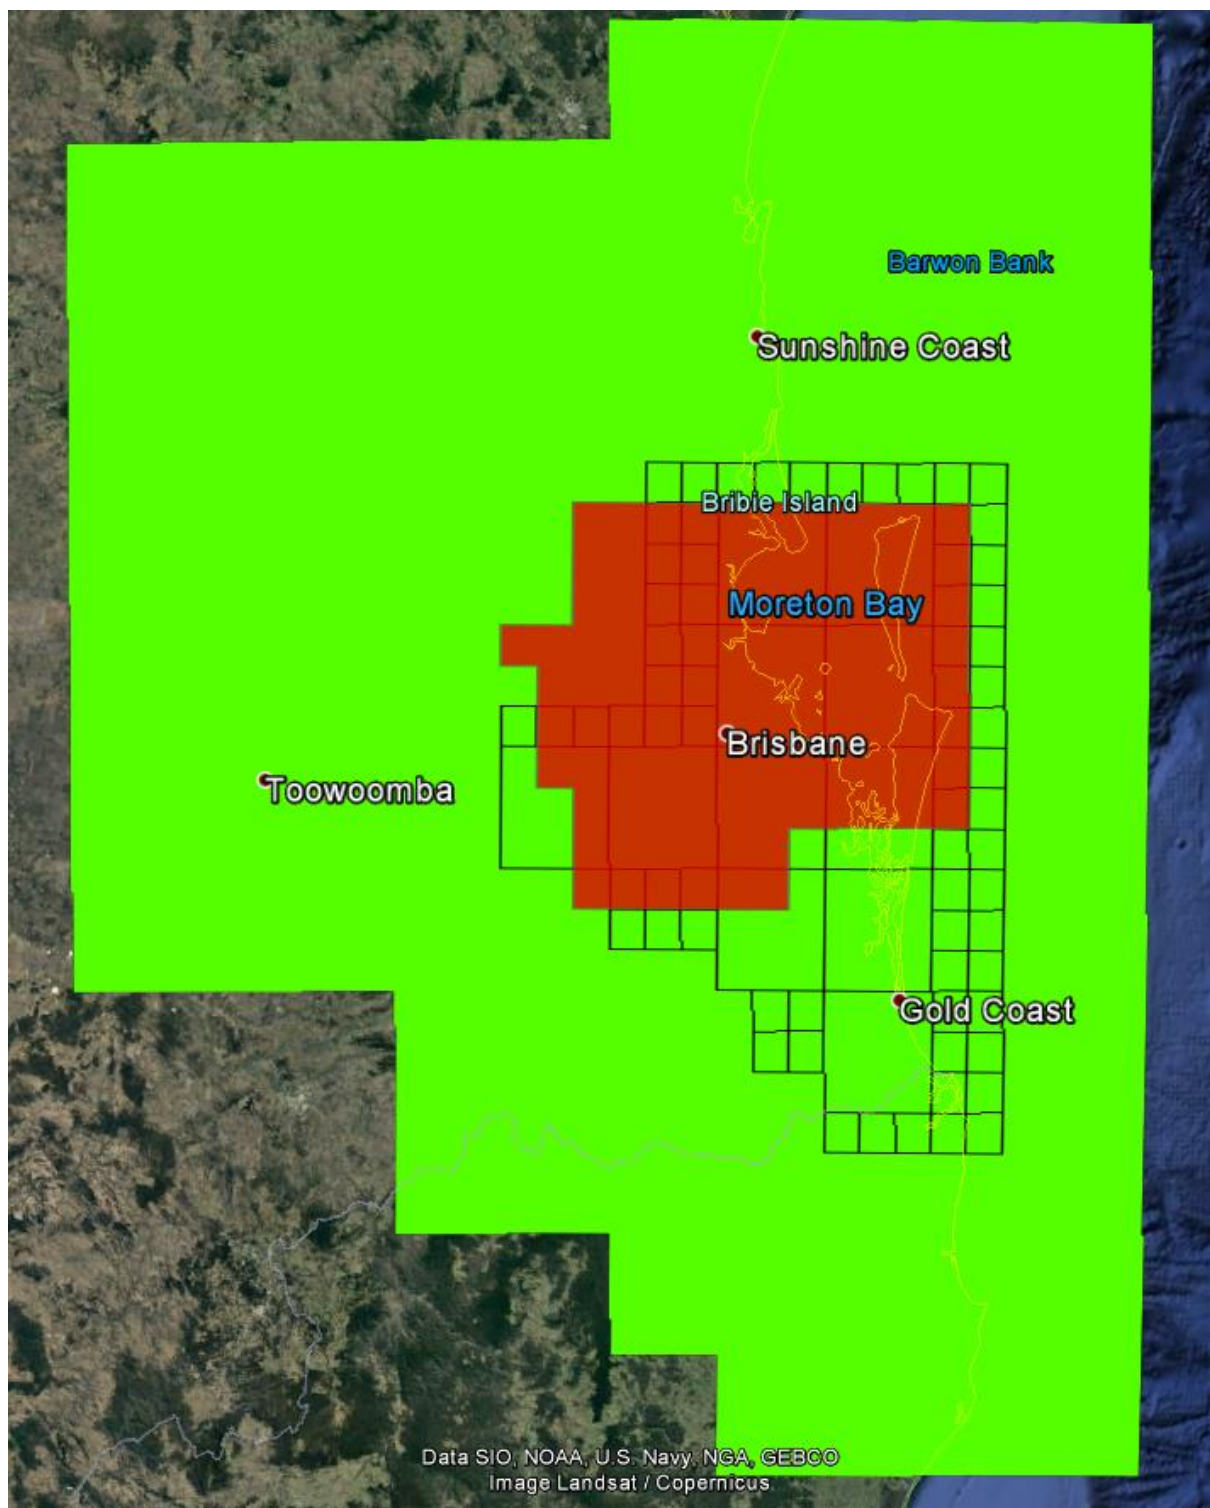 Barwon Bank
Sunshine Coast
Bribie Island
Moreton Bay
Brisbane
Toowoomba
Gold Coast
Data SIO, NOAA, U.S. Navy, NGA, GEBCO
Image Landsat / Copernicus